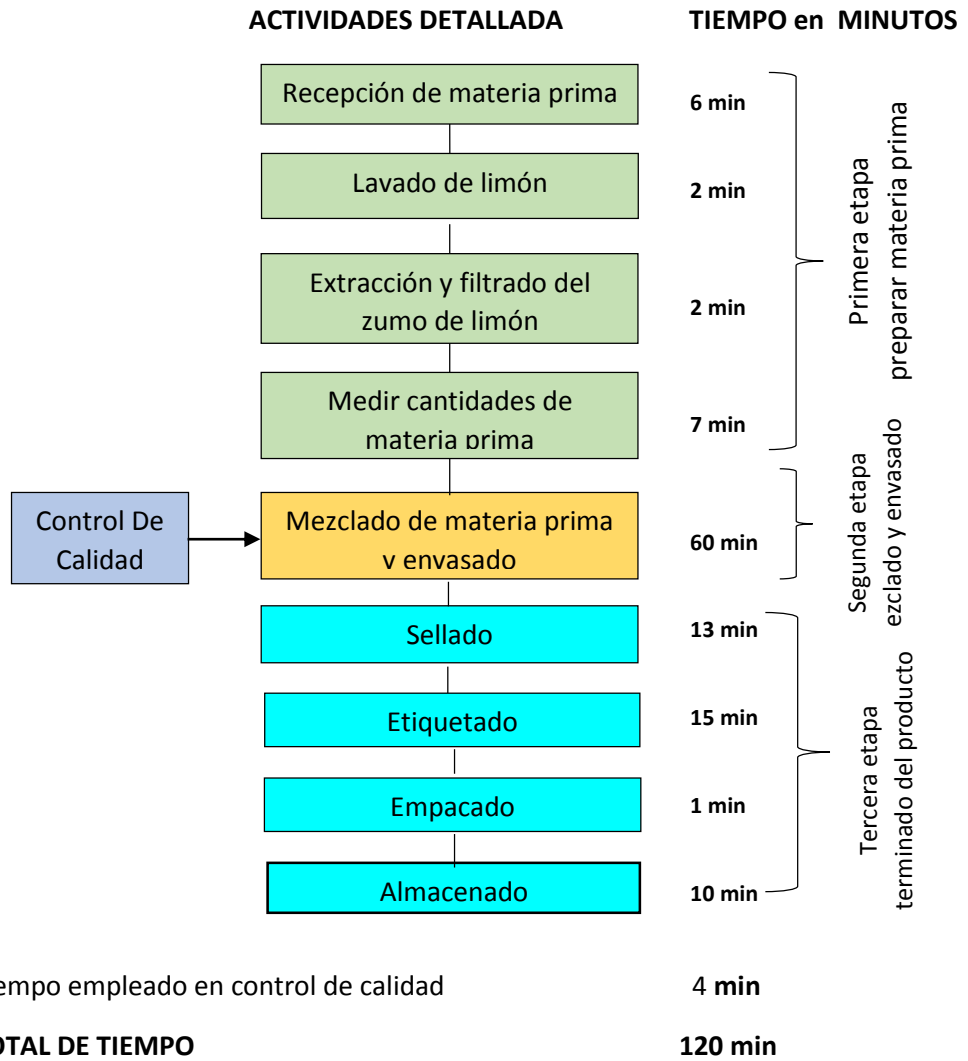 ACTIVIDADES DETALLADA TIEMPO en MINUTOS
Recepción de materia prima 6 min
Lavado de limón 2 min
Extracción y filtrado del
zumo de limón 2 min
Medir cantidades de
materia prima 7 min
Primera etapa
preparar materia prima
Control De
Calidad
Mezclado de materia prima
y envasado 60 min
Segunda etapa
ezclado y envasado
Sellado 13 min
Etiquetado 15 min
Empacado 1 min
Almacenado 10 min
Tercera etapa
terminado del producto
empo empleado en control de calidad 4 min
OTAL DE TIEMPO 120 min